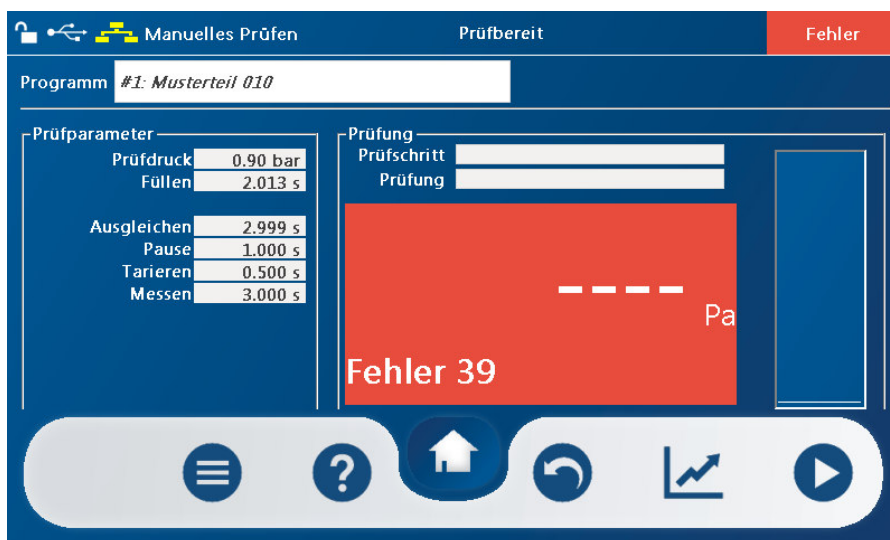 Manuelles Prüfen
Prüfbereit
Fehler
Programm #1: Musterteil 010
Prüfparameter
Prüfdruck 0.90 bar
Füllen 2.013 s
Ausgleichen 2.999 s
Pause 1.000 s
Tarieren 0.500 s
Messen 3.000 s
Prüfung
Prüfschritt
Prüfung
---- Pa
Fehler 39
?